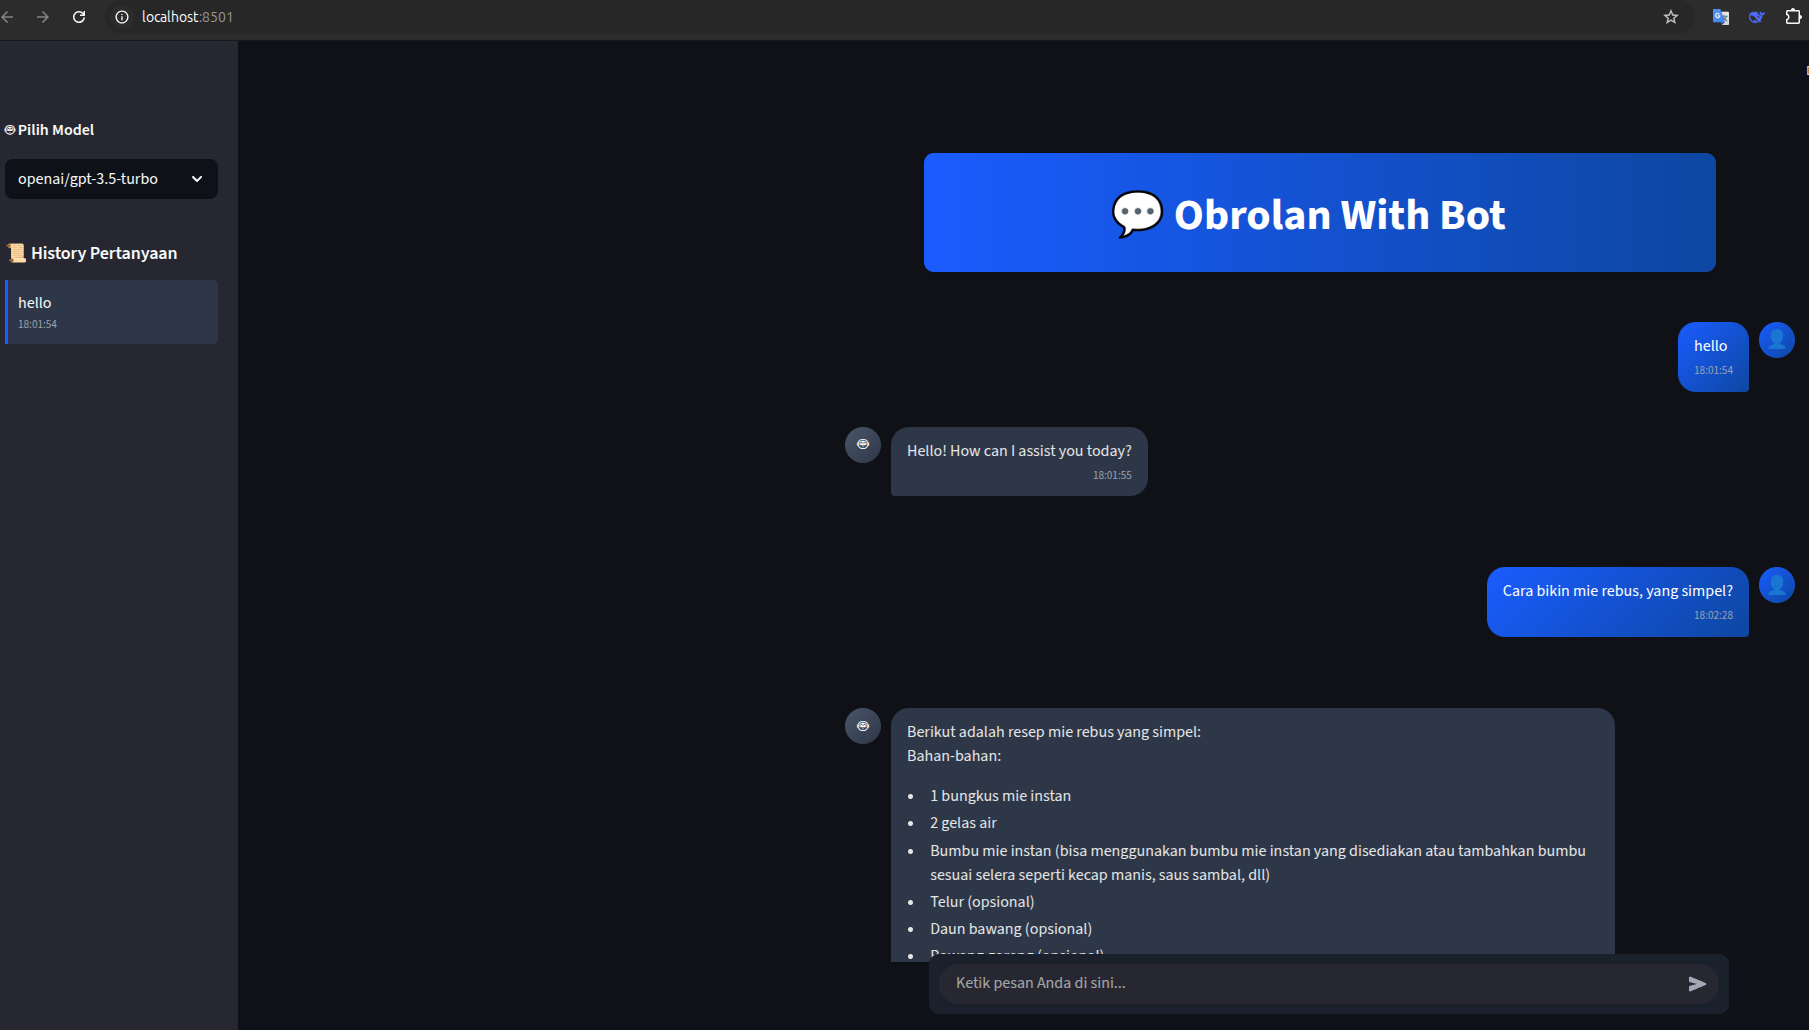 localhost:8501
Pilih Model
openai/gpt-3.5-turbo
History Pertanyaan
hello
18:01:54
Obrolan With Bot
hello
18:01:54
Hello! How can I assist you today?
18:01:55
Cara bikin mie rebus, yang simpel?
18:02:28
Berikut adalah resep mie rebus yang simpel:
Bahan-bahan:
• 1 bungkus mie instan
• 2 gelas air
• Bumbu mie instan (bisa menggunakan bumbu mie instan yang disediakan atau tambahkan bumbu
sesuai selera seperti kecap manis, saus sambal, dll)
• Telur (opsional)
• Daun bawang (opsional)
• Bawang goreng (opsional)
Ketik pesan Anda di sini...